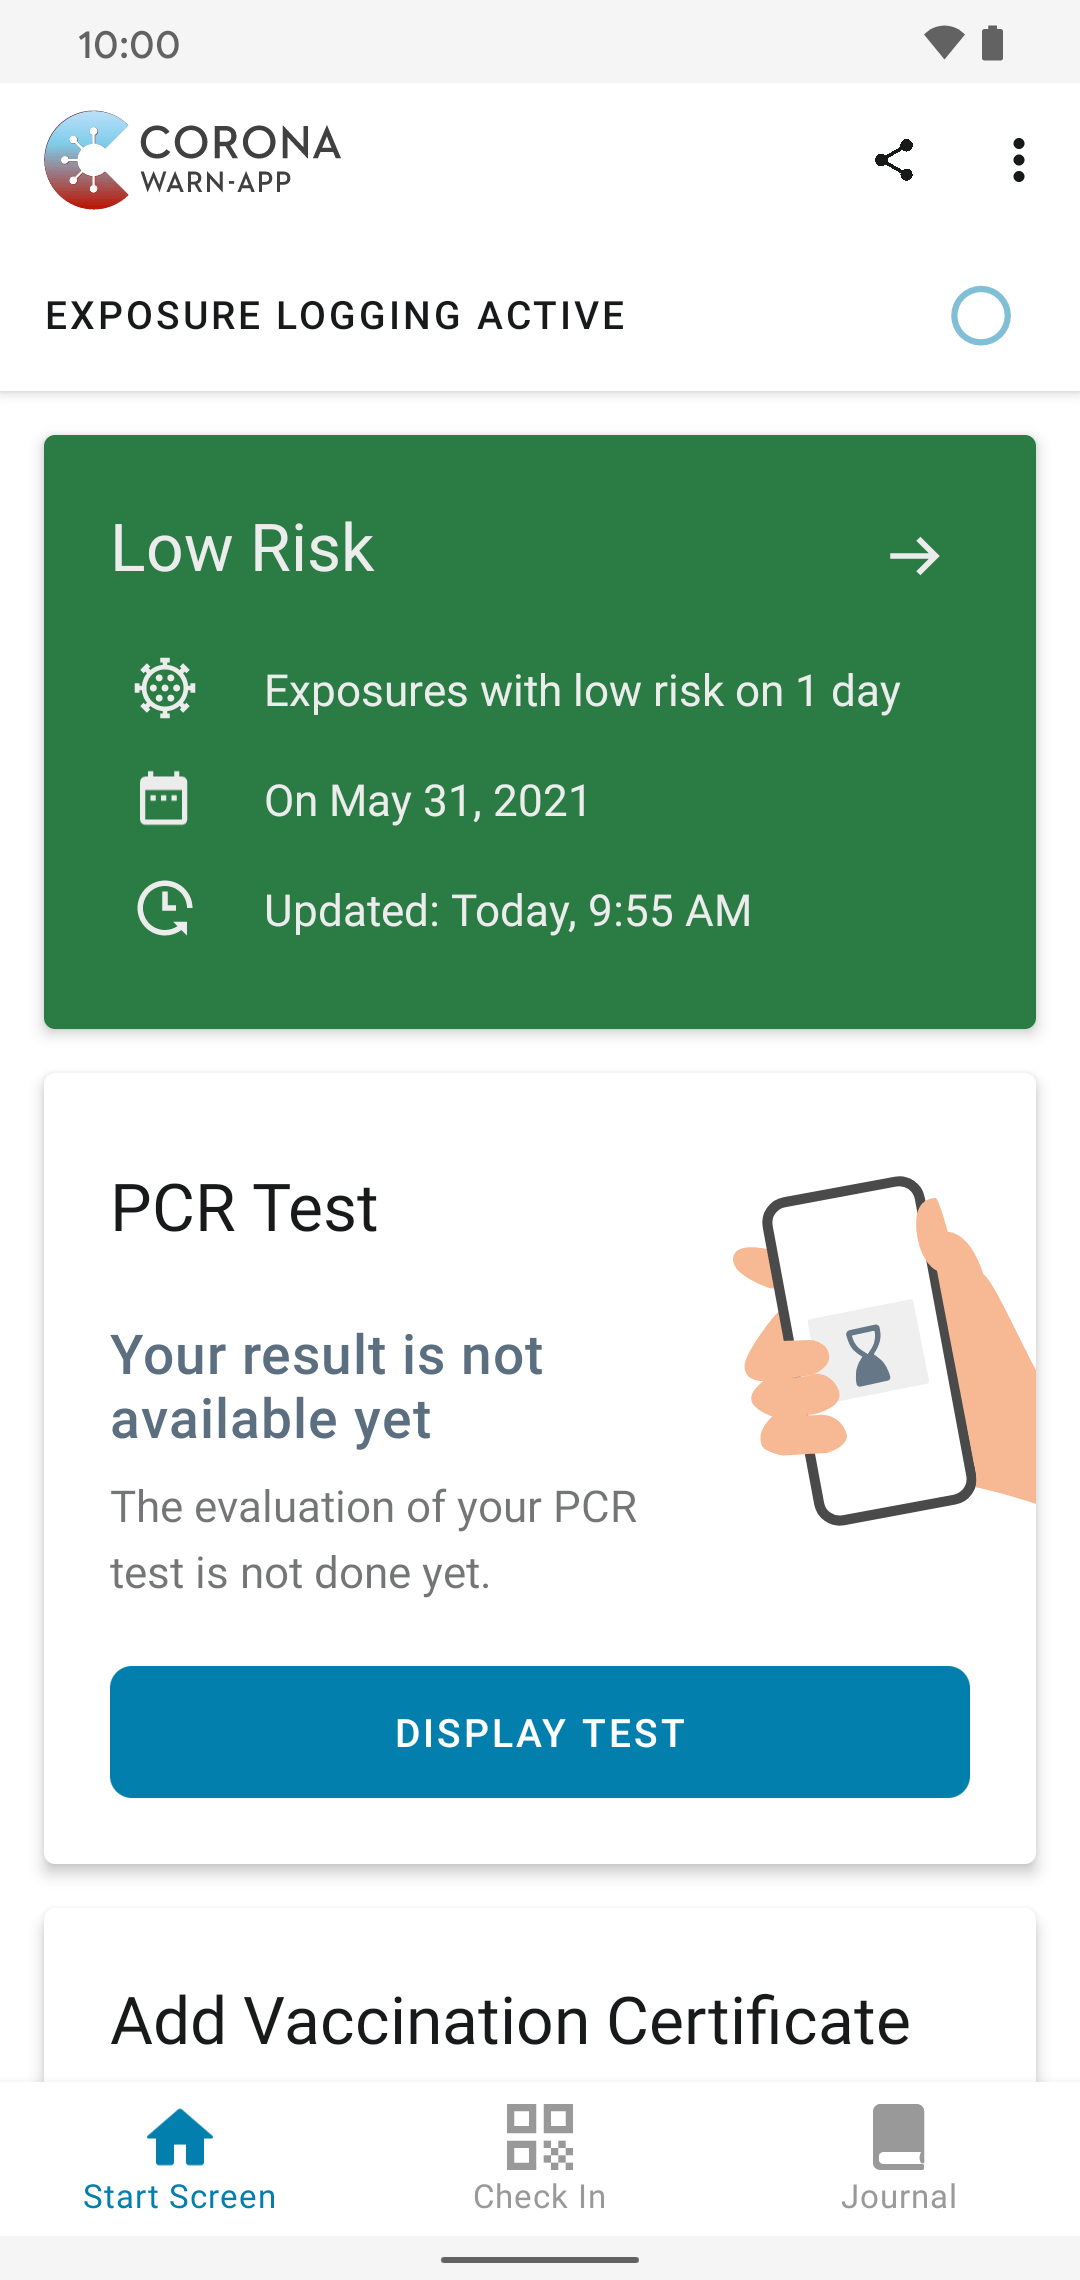 10:00
CORONA
WARN-APP
EXPOSURE LOGGING ACTIVE
Low Risk
Exposures with low risk on 1 day
On May 31, 2021
Updated: Today, 9:55 AM
PCR Test
Your result is not
available yet
The evaluation of your PCR
test is not done yet.
DISPLAY TEST
Add Vaccination Certificate
Start Screen
Check In
Journal